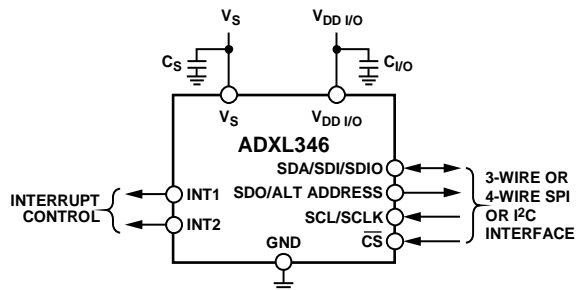 VS
VDD I/O
CS
CI/O
VS
VDD I/O
ADXL346
SDA/SDI/SDIO
SDO/ALT ADDRESS
SCL/SCLK
CS
INT1
INT2
GND
INTERRUPT
CONTROL
3-WIRE OR
4-WIRE SPI
OR I2C
INTERFACE